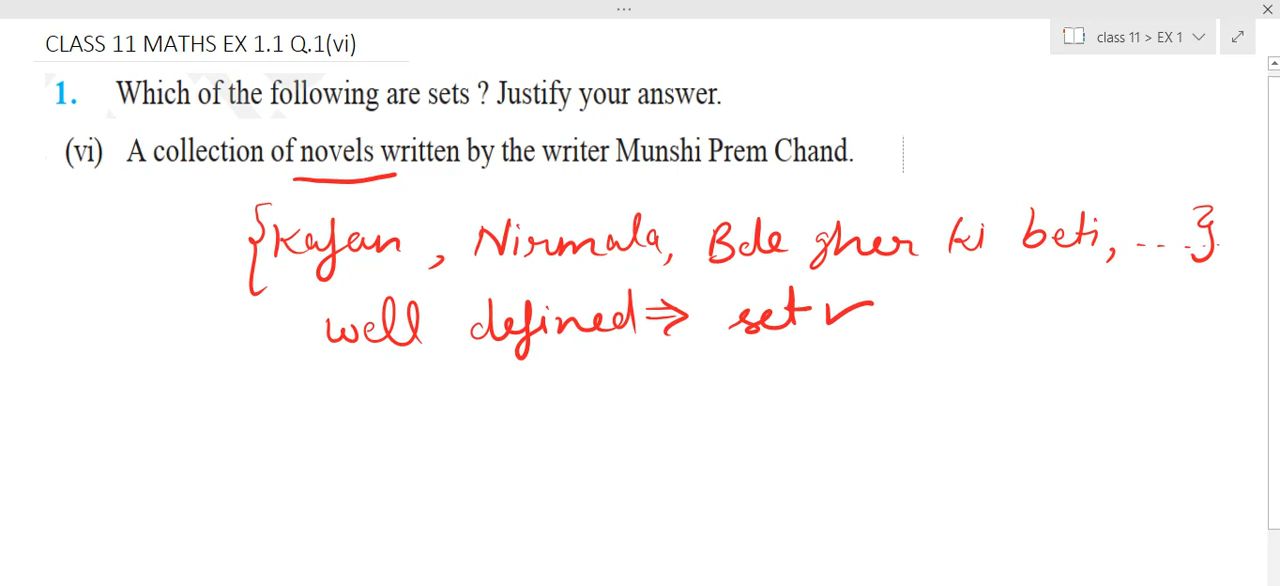 CLASS 11 MATHS EX 1.1 Q.1(vi)
class 11 > EX 1
1. Which of the following are sets ? Justify your answer.
(vi) A collection of novels written by the writer Munshi Prem Chand.
{Kafan, Nirmala, Bde gher ki beti, ---}
well defined ⇒ set ✓